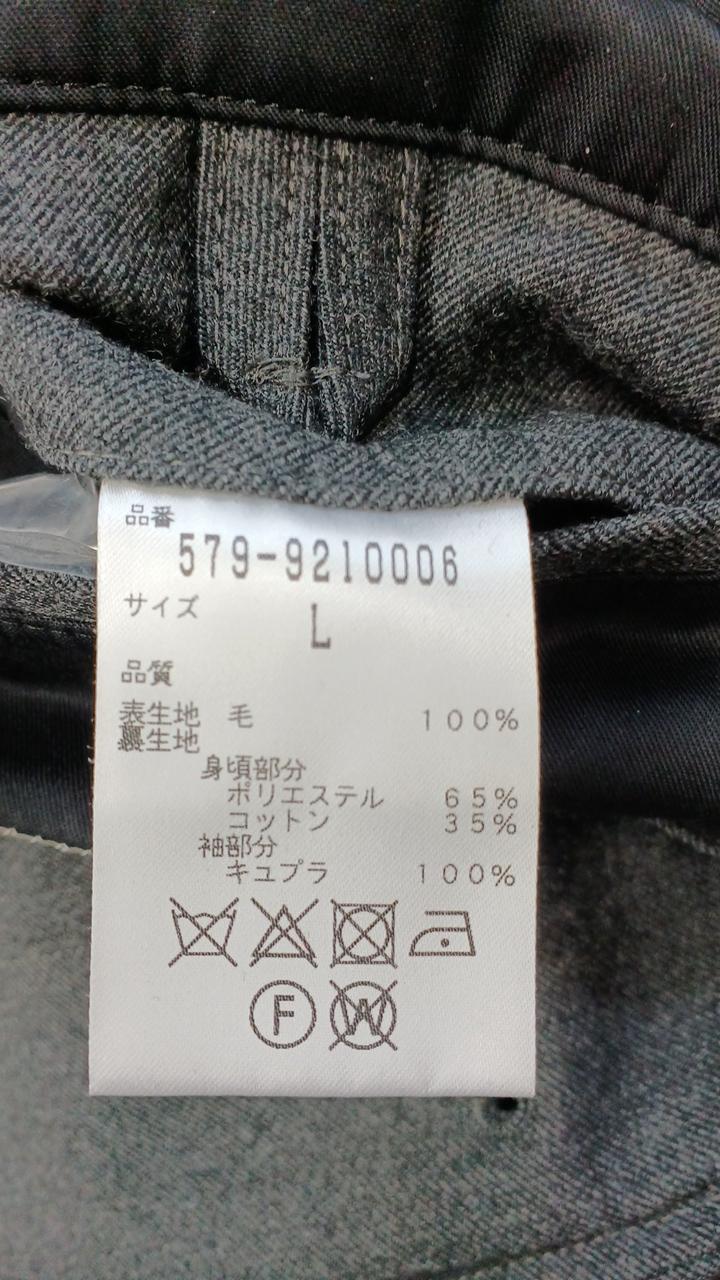 品番
579-9210006
サイズ
L
品質
表生地 毛 100%
裏生地
身頃部分
ポリエステル 65%
コットン 35%
袖部分
キュプラ 100%
F W